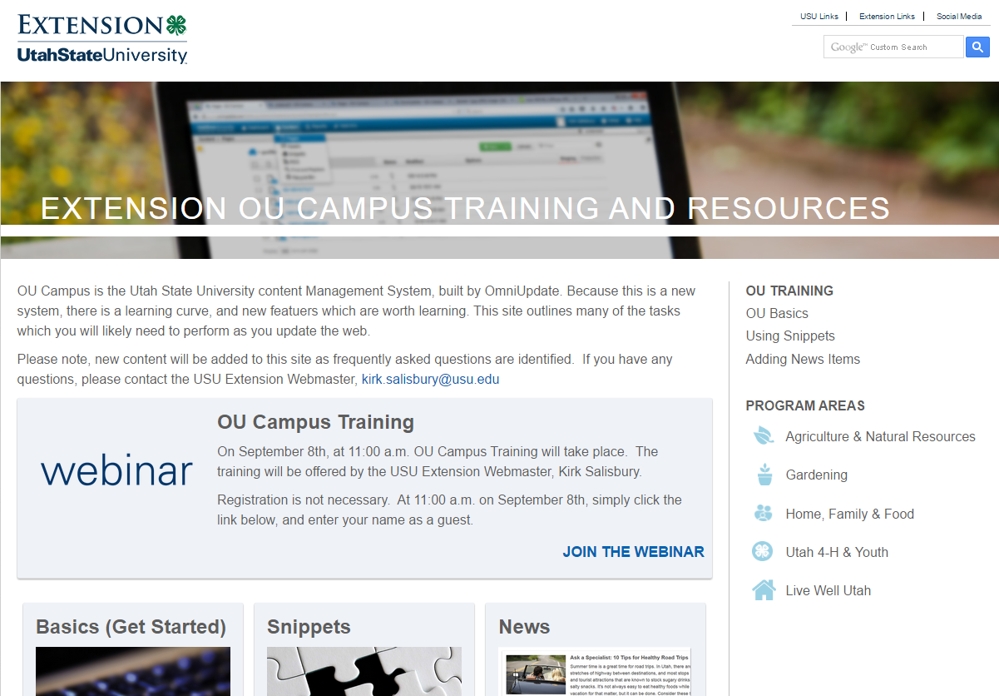 EXTENSION
UtahStateUniversity
USU Links
Extension Links
Social Media
Google™ Custom Search
EXTENSION OU CAMPUS TRAINING AND RESOURCES
OU Campus is the Utah State University content Management System, built by OmniUpdate. Because this is a new
system, there is a learning curve, and new featuers which are worth learning. This site outlines many of the tasks
which you will likely need to perform as you update the web.
Please note, new content will be added to this site as frequently asked questions are identified.  If you have any
questions, please contact the USU Extension Webmaster, kirk.salisbury@usu.edu
webinar
OU Campus Training
On September 8th, at 11:00 a.m. OU Campus Training will take place.  The
training will be offered by the USU Extension Webmaster, Kirk Salisbury.
Registration is not necessary.  At 11:00 a.m. on September 8th, simply click the
link below, and enter your name as a guest.
JOIN THE WEBINAR
Basics (Get Started)
Snippets
News
Ask a Specialist: 10 Tips for Healthy Road Trips
Summer time is a great time for road trips. In Utah, there are
stretches of highway between destinations, and most stops
and tourist attractions that are known to stock sugary drinks
salty snacks. It's not always easy to eat healthy foods while
vacation for that matter, but it can be done. Consider these
OU TRAINING
OU Basics
Using Snippets
Adding News Items
PROGRAM AREAS
Agriculture & Natural Resources
Gardening
Home, Family & Food
Utah 4-H & Youth
Live Well Utah